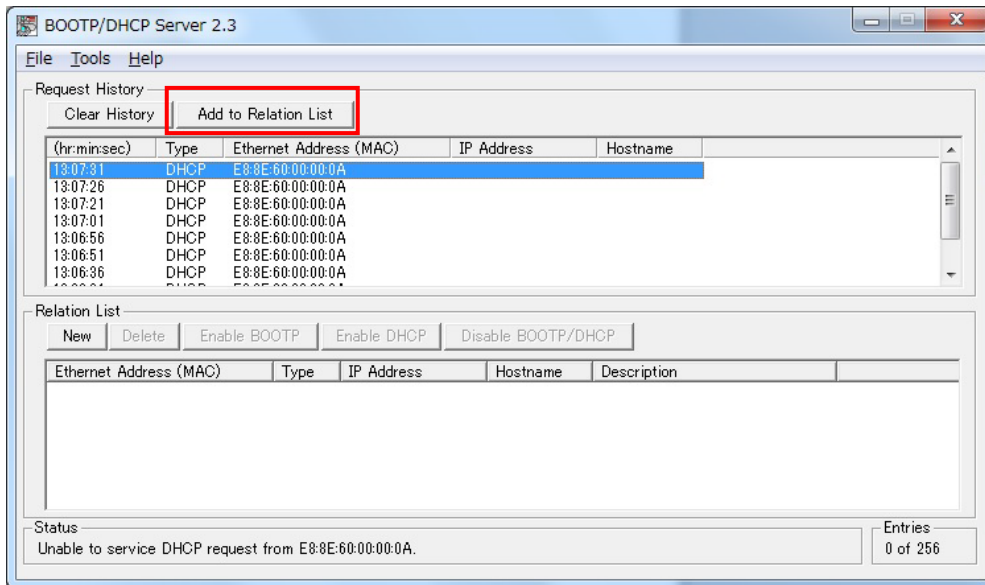 BOOTP/DHCP Server 2.3
File Tools Help
Request History
Clear History Add to Relation List
(hr:min:sec) Type Ethernet Address (MAC) IP Address Hostname
13:07:31 DHCP E8:8E:60:00:00:0A
13:07:26 DHCP E8:8E:60:00:00:0A
13:07:21 DHCP E8:8E:60:00:00:0A
13:07:01 DHCP E8:8E:60:00:00:0A
13:06:56 DHCP E8:8E:60:00:00:0A
13:06:51 DHCP E8:8E:60:00:00:0A
13:06:36 DHCP E8:8E:60:00:00:0A
Relation List
New Delete Enable BOOTP Enable DHCP Disable BOOTP/DHCP
Ethernet Address (MAC) Type IP Address Hostname Description
Status
Unable to service DHCP request from E8:8E:60:00:00:0A.
Entries
0 of 256